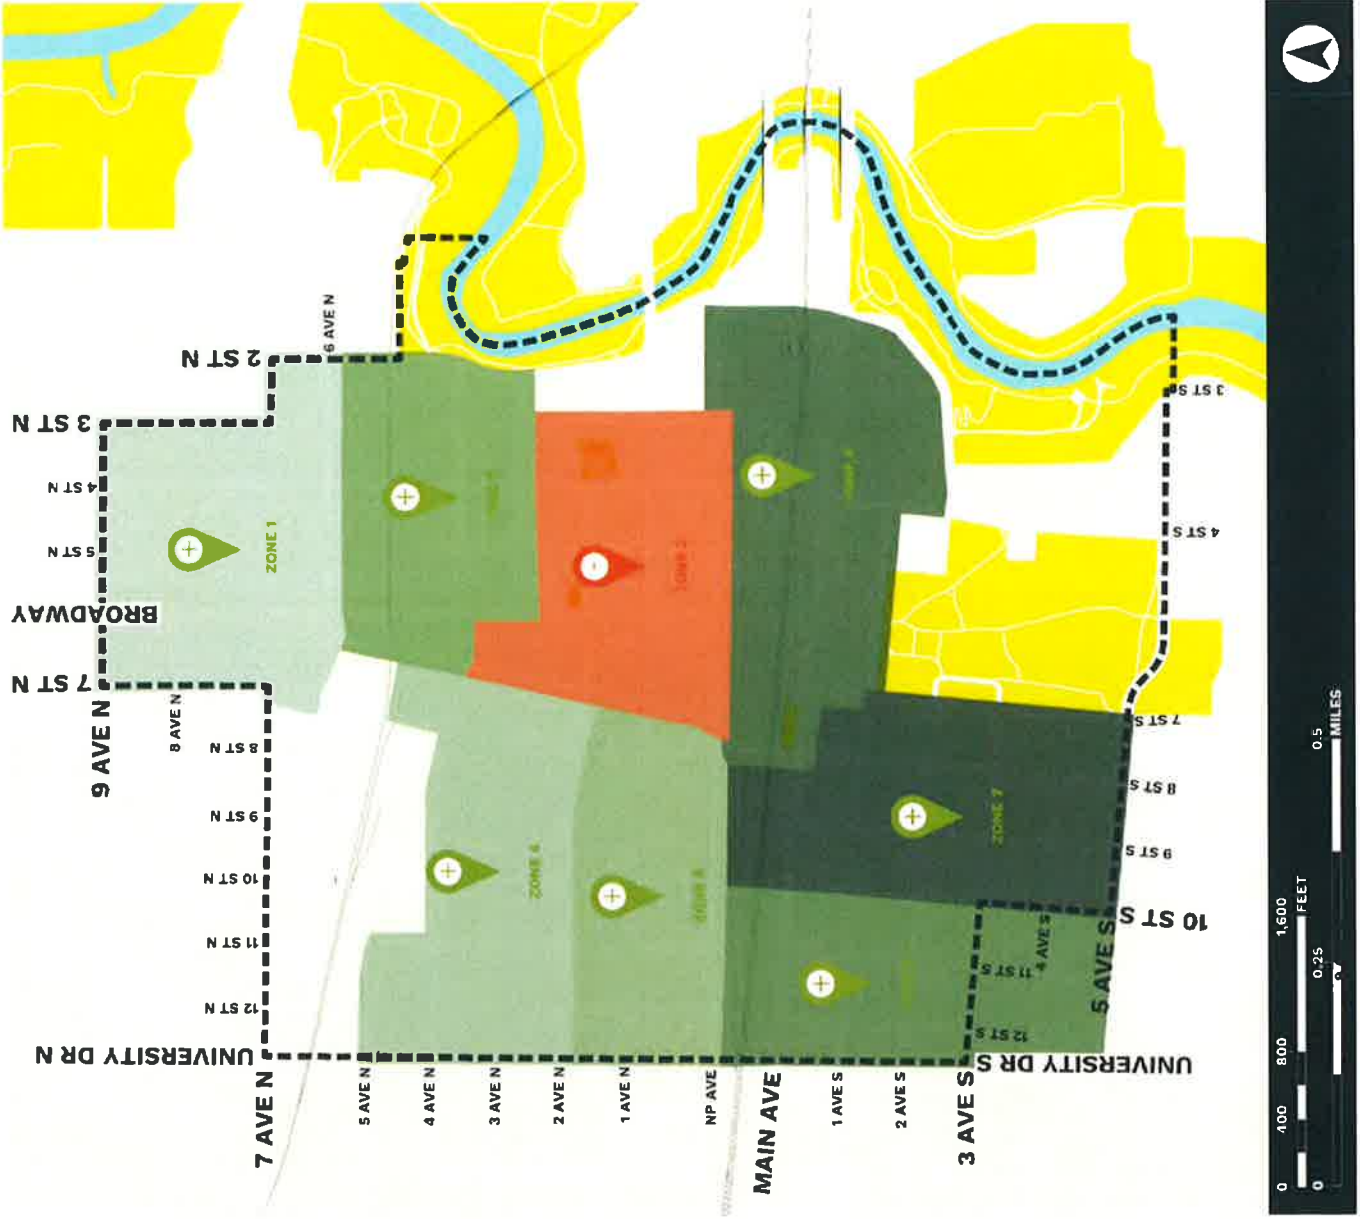 6 AVE N
2 ST N
3 ST N
4 ST N
5 ST N
BROADWAY
7 ST N
9 AVE N
8 AVE N
8 ST N
9 ST N
10 ST N
11 ST N
12 ST N
UNIVERSITY DR N
7 AVE N
5 AVE N
4 AVE N
3 AVE N
2 AVE N
1 AVE N
NP AVE
MAIN AVE
1 AVE S
2 AVE S
3 AVE S
UNIVERSITY DR S
12 ST S
11 ST S
4 AVE S
5 AVE S
10 ST S
9 ST S
8 ST S
7 ST S
4 ST S
3 ST S
ZONE 1
ZONE 7
0
400
800
1,600
FEET
0
0.25
0.5
MILES